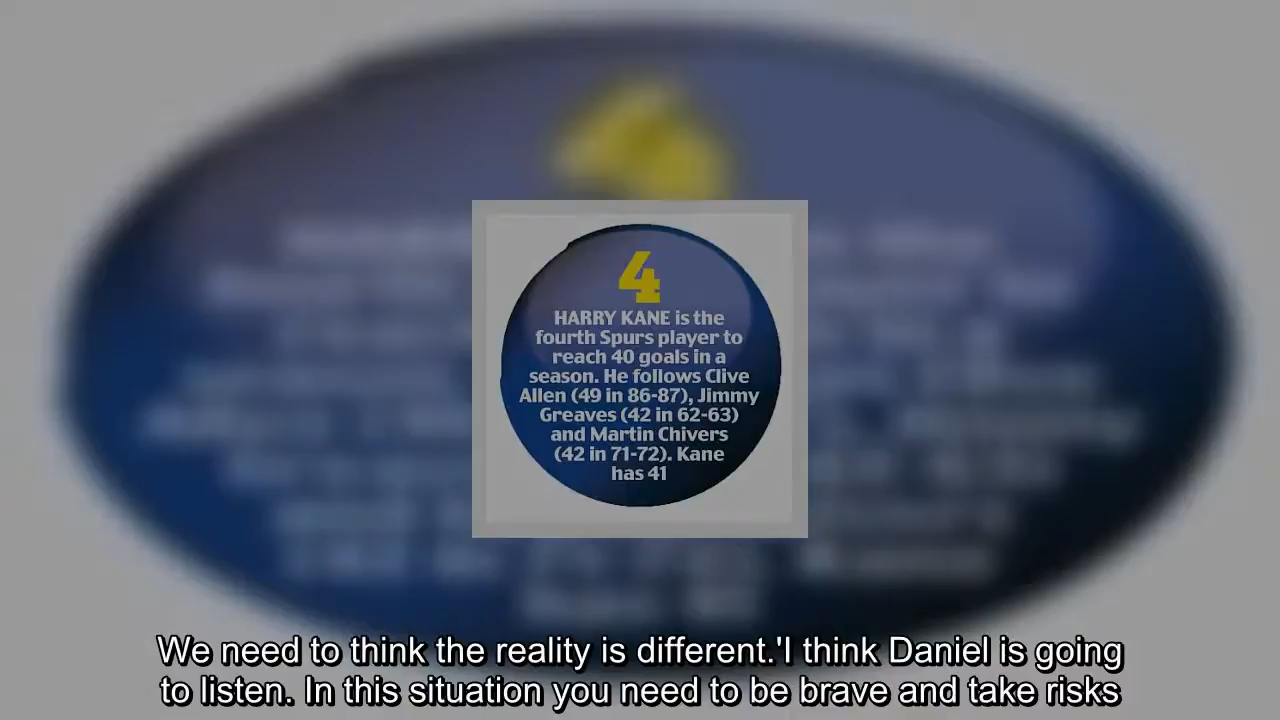 4
HARRY KANE is the
fourth Spurs player to
reach 40 goals in a
season. He follows Clive
Allen (49 in 86-87), Jimmy
Greaves (42 in 62-63)
and Martin Chivers
(42 in 71-72). Kane
has 41
We need to think the reality is different.'I think Daniel is going
to listen. In this situation you need to be brave and take risks